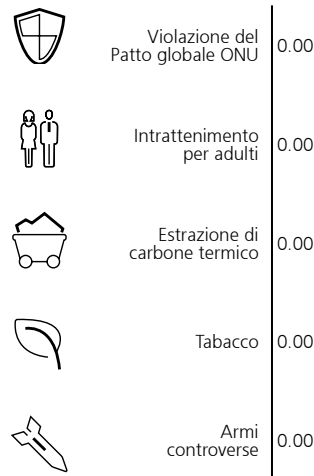 Violazione del
Patto globale ONU
0.00
Intrattenimento
per adulti
0.00
Estrazione di
carbone termico
0.00
Tabacco
0.00
Armi
controverse
0.00